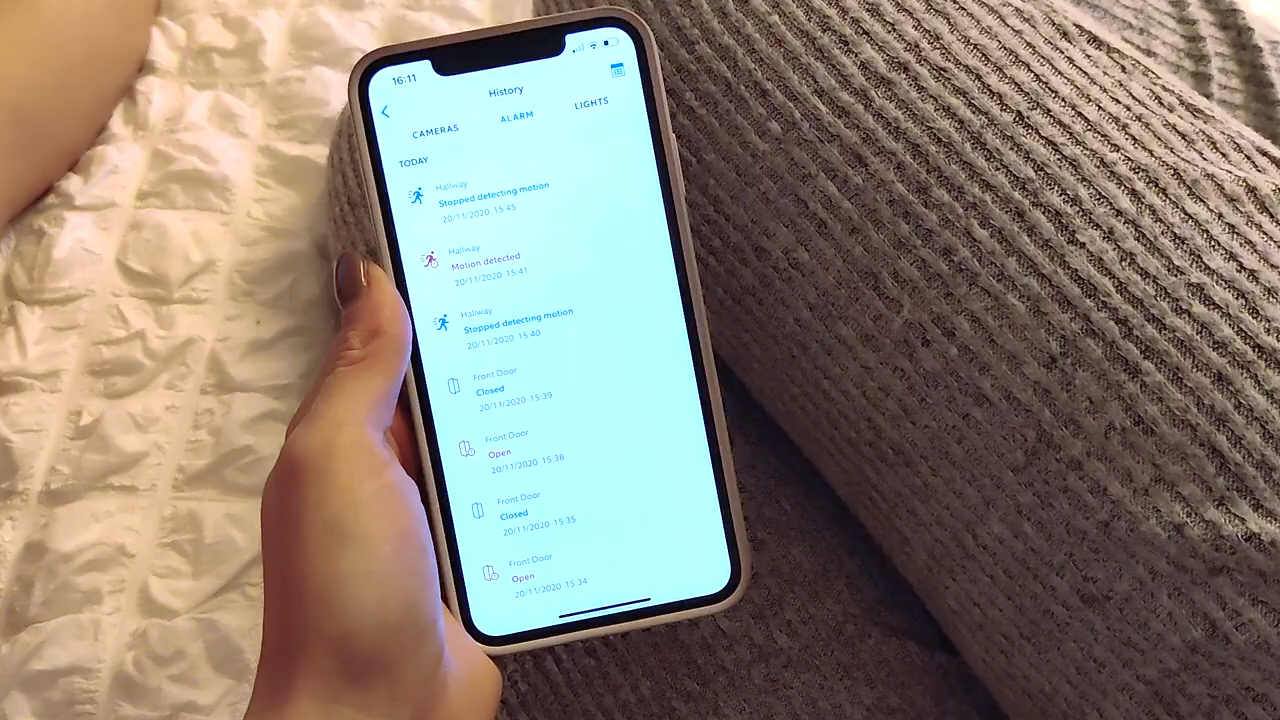 16:11
History
CAMERAS ALARM LIGHTS
TODAY
Hallway
Stopped detecting motion
20/11/2020 15:45
Hallway
Motion detected
20/11/2020 15:41
Hallway
Stopped detecting motion
20/11/2020 15:40
Front Door
Closed
20/11/2020 15:39
Front Door
Open
20/11/2020 15:38
Front Door
Closed
20/11/2020 15:35
Front Door
Open
20/11/2020 15:34